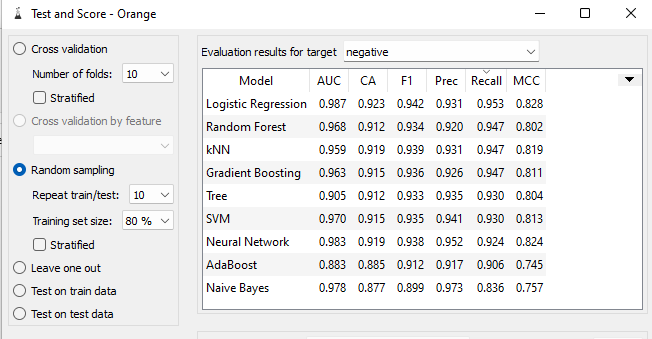 Test and Score - Orange
Cross validation
Number of folds: 10
Stratified
Cross validation by feature
Random sampling
Repeat train/test: 10
Training set size: 80 %
Stratified
Leave one out
Test on train data
Test on test data
Evaluation results for target negative
Model AUC CA F1 Prec Recall MCC
Logistic Regression 0.987 0.923 0.942 0.931 0.953 0.828
Random Forest 0.968 0.912 0.934 0.920 0.947 0.802
kNN 0.959 0.919 0.939 0.931 0.947 0.819
Gradient Boosting 0.963 0.915 0.936 0.926 0.947 0.811
Tree 0.905 0.912 0.933 0.935 0.930 0.804
SVM 0.970 0.915 0.935 0.941 0.930 0.813
Neural Network 0.983 0.919 0.938 0.952 0.924 0.824
AdaBoost 0.883 0.885 0.912 0.917 0.906 0.745
Naive Bayes 0.978 0.877 0.899 0.973 0.836 0.757